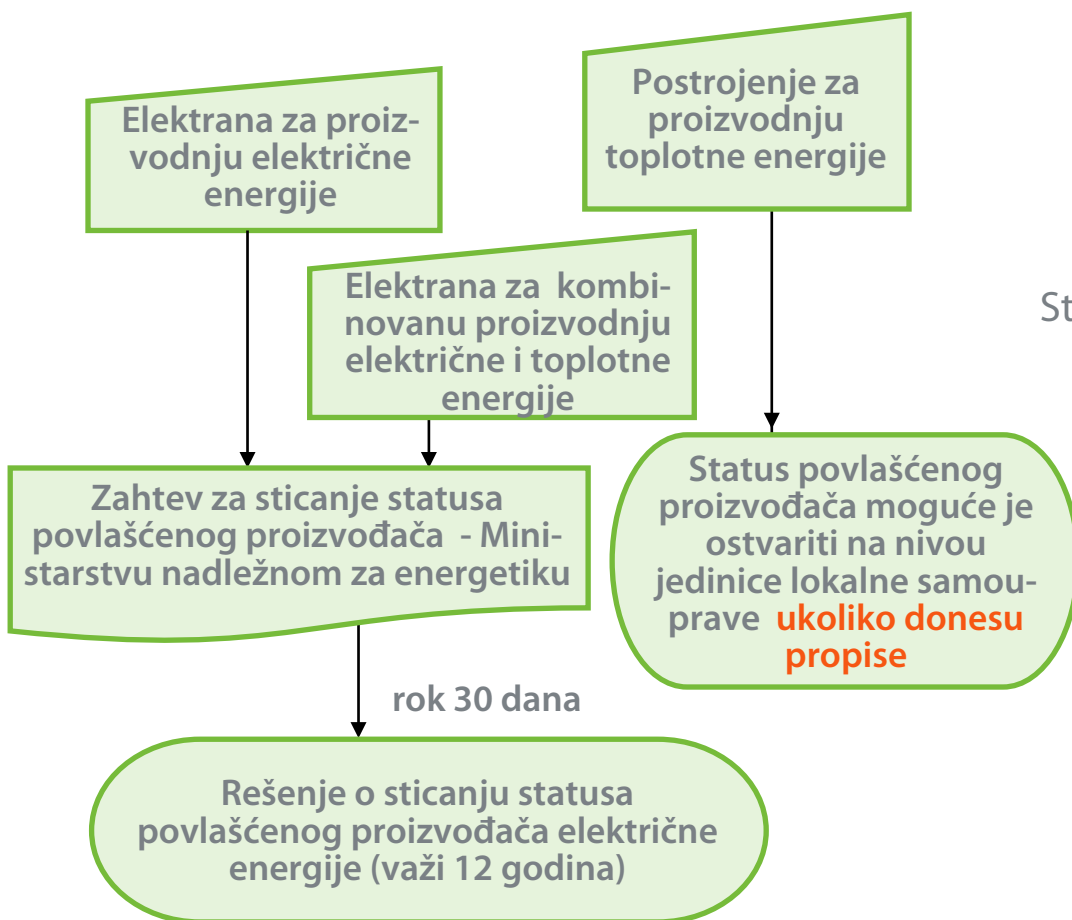 Elektrana za proiz-
vodnju električne
energije
Postrojenje za
proizvodnju
toplotne energije
Elektrana za kombi-
novanu proizvodnju
električne i toplotne
energije
St
Zahtev za sticanje statusa
povlašćenog proizvođača - Mini-
starstvu nadležnom za energetiku
Status povlašćenog
proizvođača moguće je
ostvariti na nivou
jedinice lokalne samou-
prave ukoliko donesu
propise
rok 30 dana
Rešenje o sticanju statusa
povlašćenog proizvođača električne
energije (važi 12 godina)